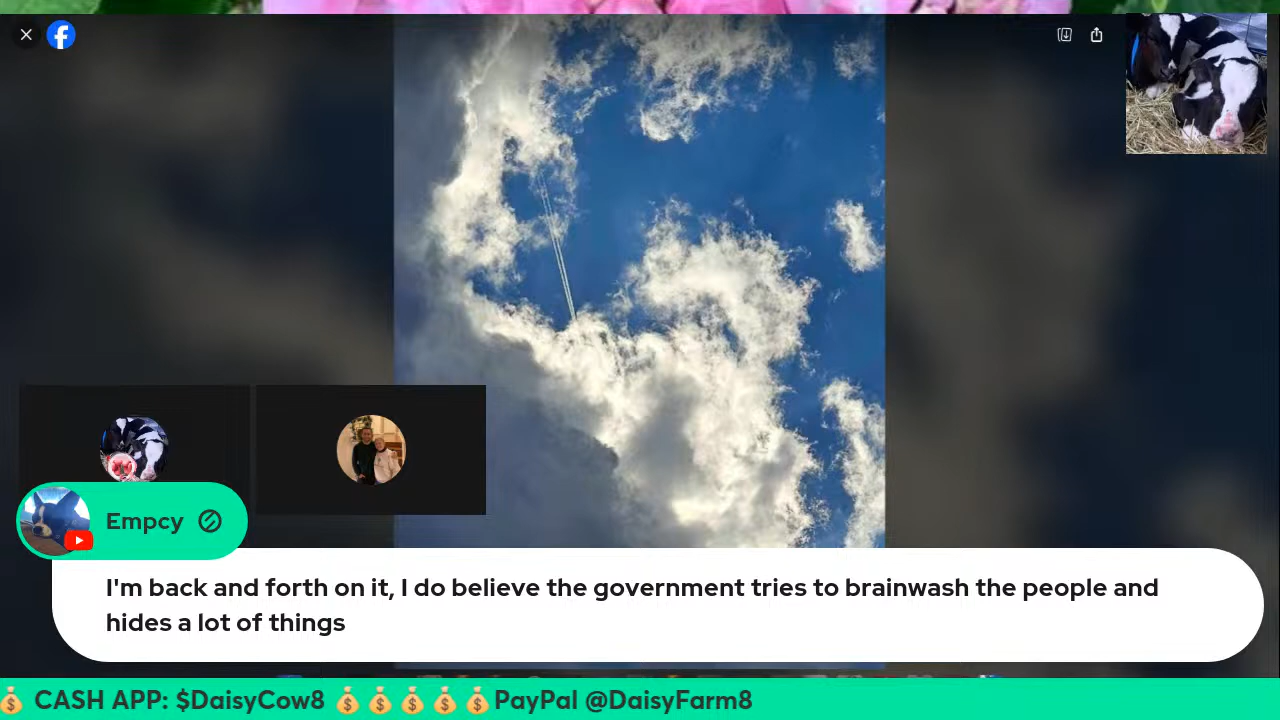 Empcy
I'm back and forth on it, I do believe the government tries to brainwash the people and
hides a lot of things
💰 CASH APP: $DaisyCow8 💰 💰 💰 💰 💰PayPal @DaisyFarm8